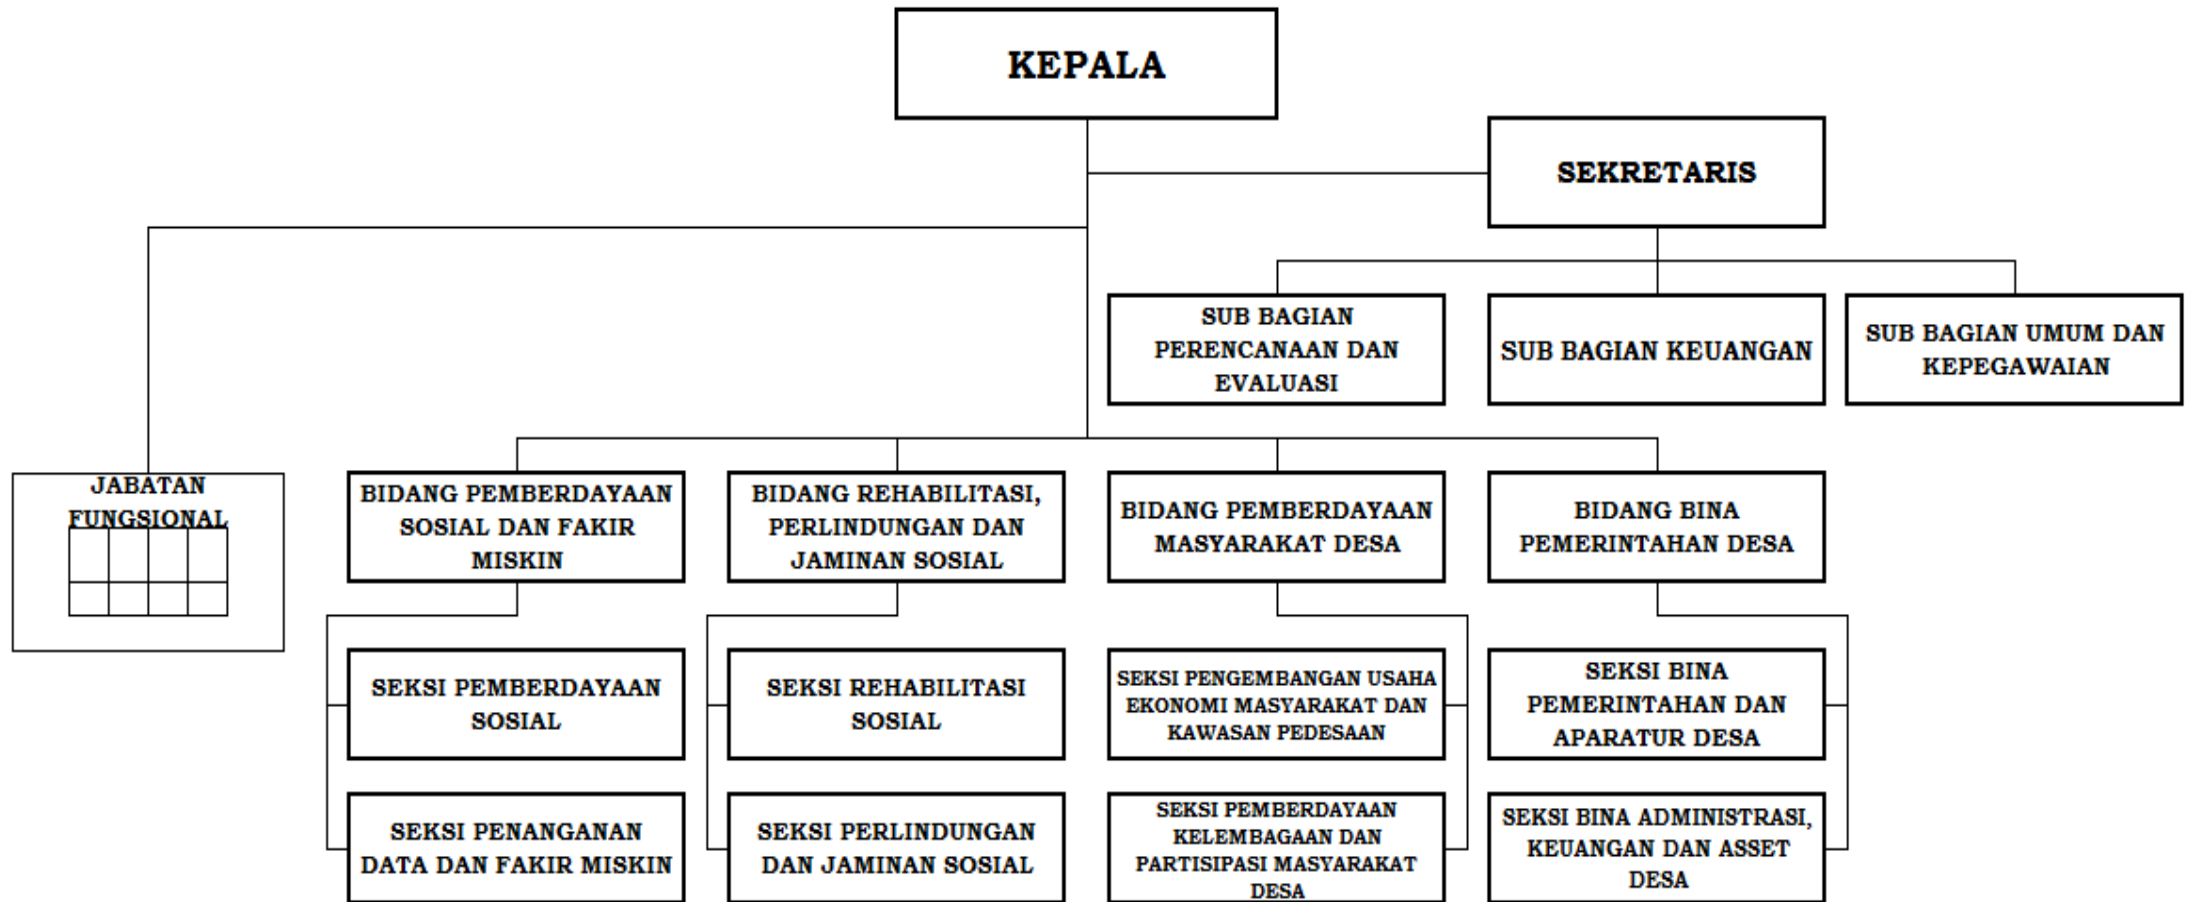 KEPALA
SEKRETARIS
SUB BAGIAN
PERENCANAAN DAN
EVALUASI
SUB BAGIAN KEUANGAN
SUB BAGIAN UMUM DAN
KEPEGAWAIAN
JABATAN
FUNGSIONAL
BIDANG PEMBERDAYAAN
SOSIAL DAN FAKIR
MISKIN
BIDANG REHABILITASI,
PERLINDUNGAN DAN
JAMINAN SOSIAL
BIDANG PEMBERDAYAAN
MASYARAKAT DESA
BIDANG BINA
PEMERINTAHAN DESA
SEKSI PEMBERDAYAAN
SOSIAL
SEKSI REHABILITASI
SOSIAL
SEKSI PENGEMBANGAN USAHA
EKONOMI MASYARAKAT DAN
KAWASAN PEDESAAN
SEKSI BINA
PEMERINTAHAN DAN
APARATUR DESA
SEKSI PENANGANAN
DATA DAN FAKIR MISKIN
SEKSI PERLINDUNGAN
DAN JAMINAN SOSIAL
SEKSI PEMBERDAYAAN
KELEMBAGAAN DAN
PARTISIPASI MASYARAKAT
DESA
SEKSI BINA ADMINISTRASI,
KEUANGAN DAN ASSET
DESA